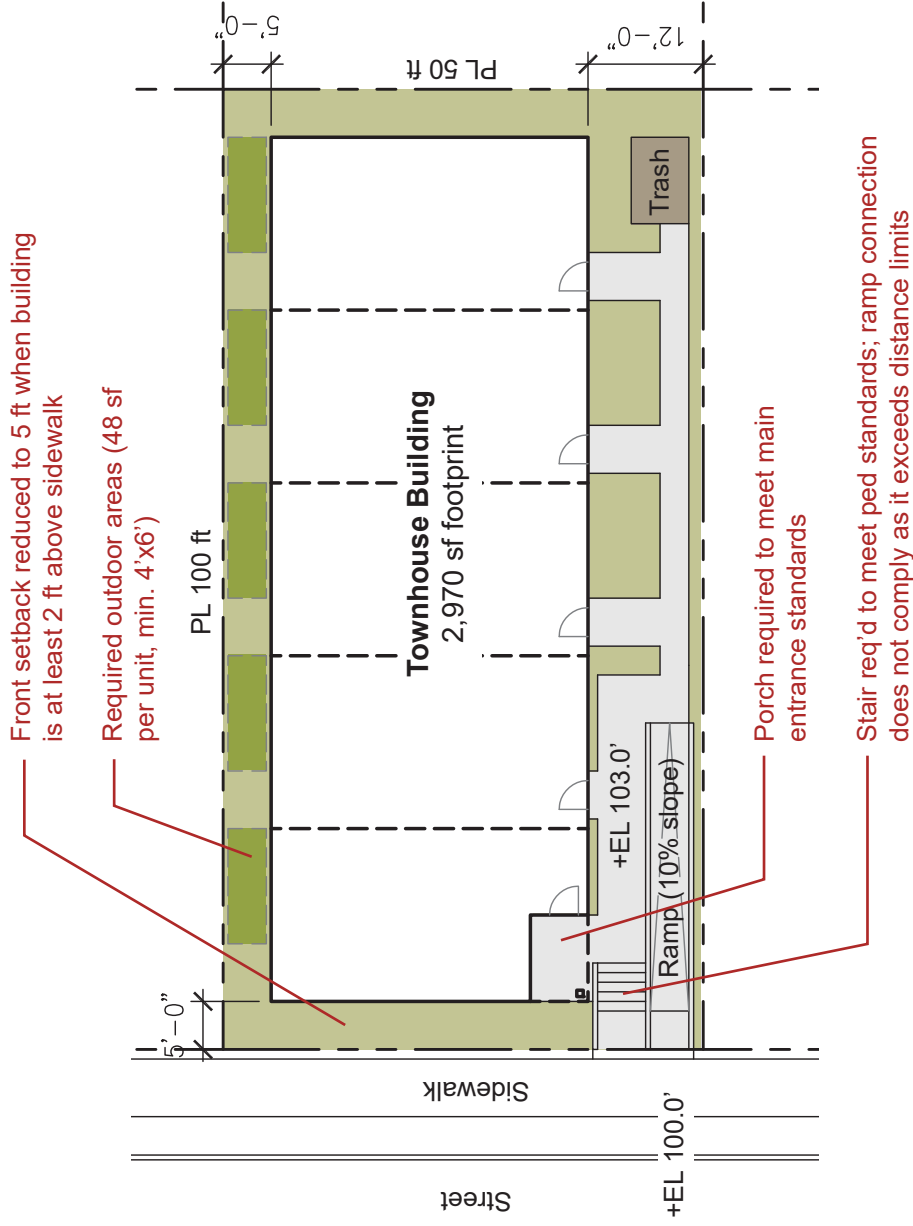 Front setback reduced to 5 ft when building
is at least 2 ft above sidewalk
Required outdoor areas (48 sf
per unit, min. 4’x6’)
PL 100 ft
5’–0”
5’–0”
PL 50 ft
12’–0”
Townhouse Building
2,970 sf footprint
Trash
+EL 103.0’
Ramp (10% slope)
Sidewalk
Street
+EL 100.0’
Porch required to meet main
entrance standards
Stair req’d to meet ped standards; ramp connection
does not comply as it exceeds distance limits